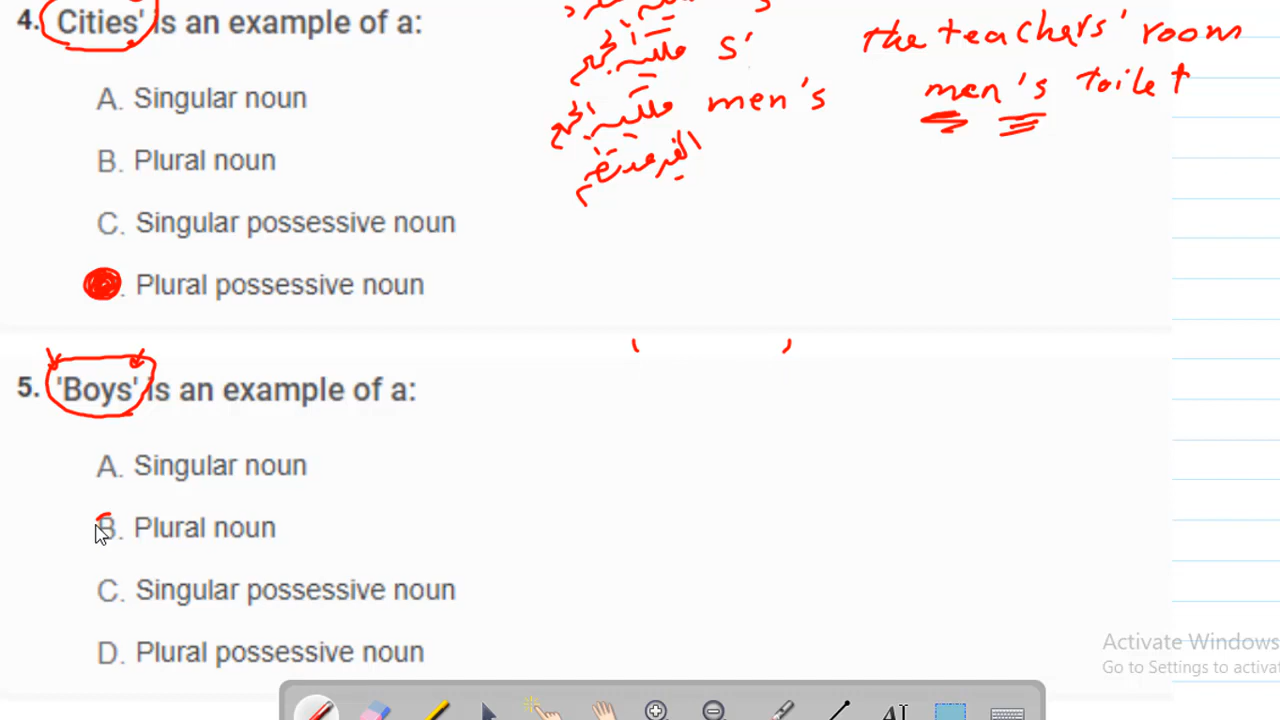 4. Cities' is an example of a:
A. Singular noun
B. Plural noun
C. Singular possessive noun
Plural possessive noun
's
ملكية الجمع s'
ملكية الجمع men's
the teachers' room
men's toilet
5. 'Boys' is an example of a:
A. Singular noun
B. Plural noun
C. Singular possessive noun
D. Plural possessive noun
Activate Windows
Go to Settings to activa